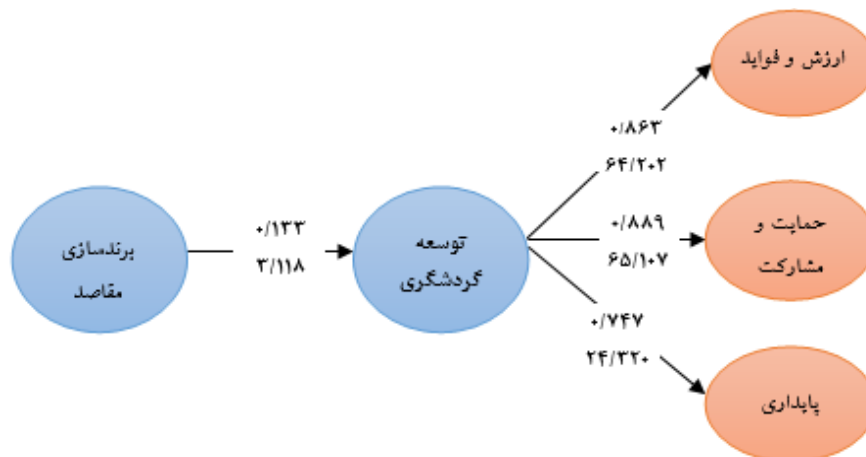 ارزش و فواید
۰/۸۶۳
۶۴/۲۰۲
برندسازی
مقاصد
۰/۱۳۳
۳/۱۱۸
توسعه
گردشگری
۰/۸۸۹
۶۵/۱۰۷
حمایت و
مشارکت
۰/۷۴۷
۲۴/۳۲۰
پایداری